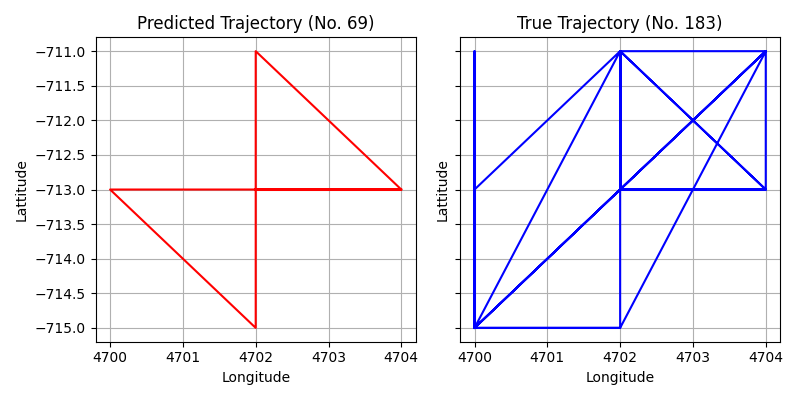 Predicted Trajectory (No. 69)
True Trajectory (No. 183)
−711.0
−711.5
−712.0
−712.5
−713.0
−713.5
−714.0
−714.5
−715.0
Lattitude
Lattitude
4700 4701 4702 4703 4704
4700 4701 4702 4703 4704
Longitude
Longitude